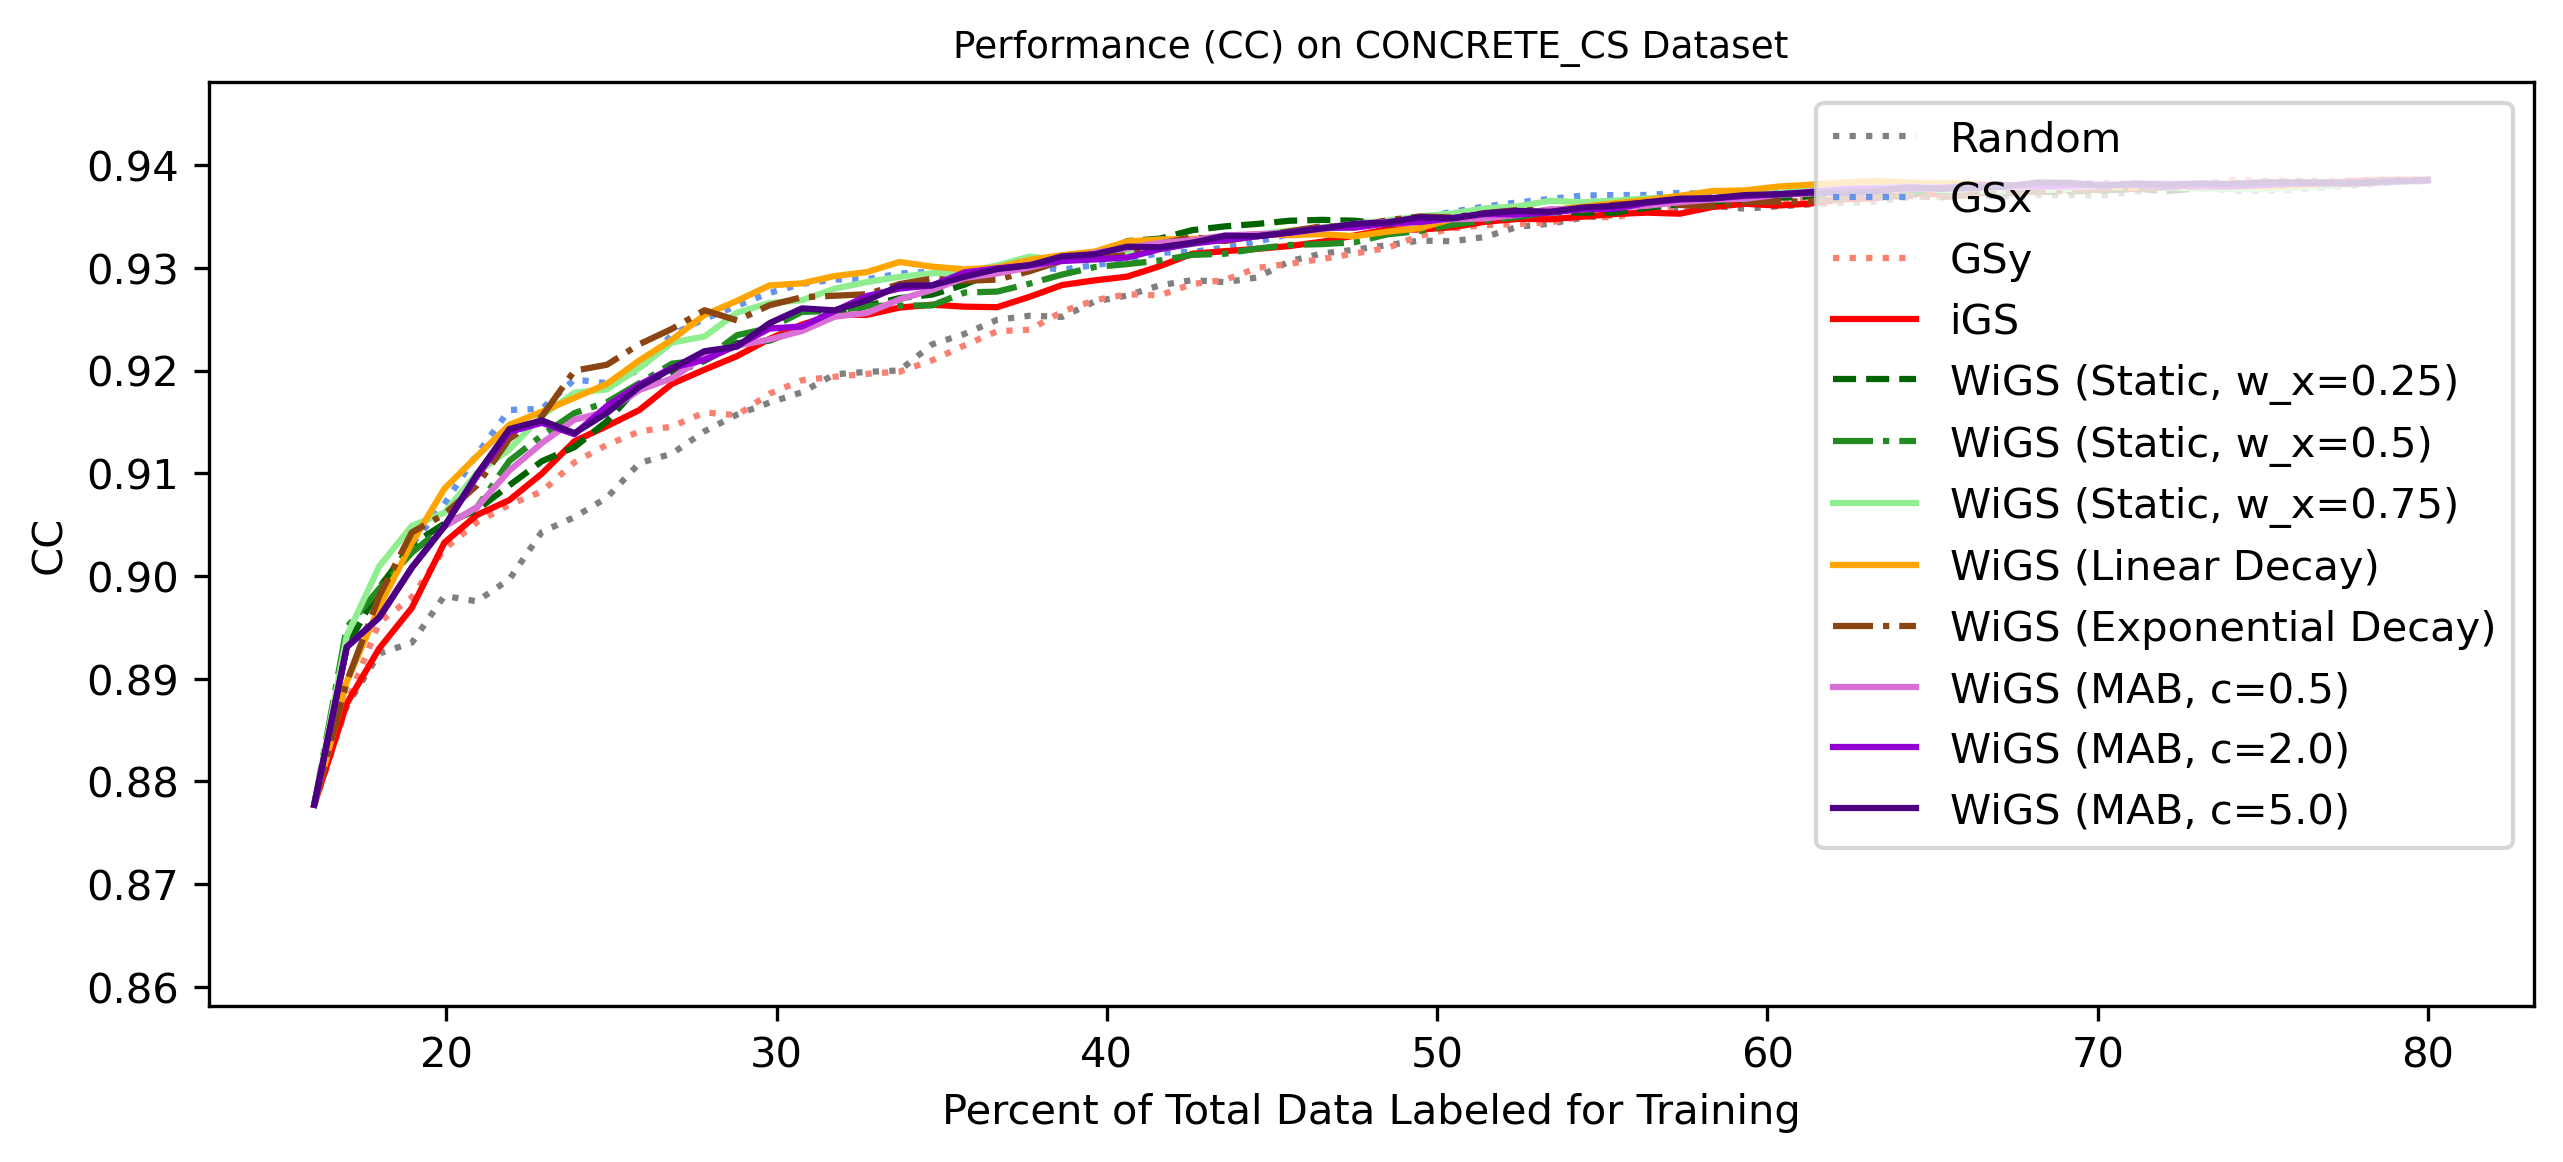 Performance (CC) on CONCRETE_CS Dataset
CC
0.94
0.93
0.92
0.91
0.90
0.89
0.88
0.87
0.86
20 30 40 50 60 70 80
Percent of Total Data Labeled for Training
Random
GSx
GSy
iGS
WiGS (Static, w_x=0.25)
WiGS (Static, w_x=0.5)
WiGS (Static, w_x=0.75)
WiGS (Linear Decay)
WiGS (Exponential Decay)
WiGS (MAB, c=0.5)
WiGS (MAB, c=2.0)
WiGS (MAB, c=5.0)